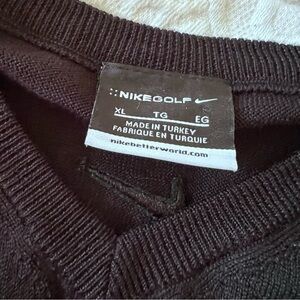 NIKEGOLF
XL TG EG
MADE IN TURKEY
FABRIQUE EN TURQUIE
nikebetterworld.com